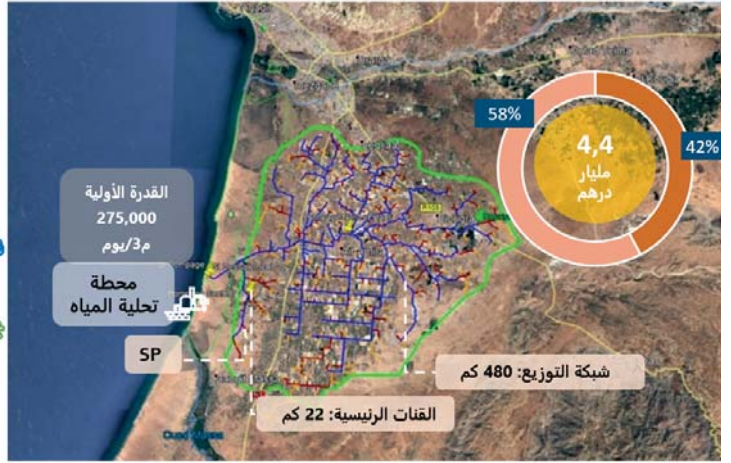 58%
42%
4,4
مليار
درهم
القدرة الأولية
275,000
م3/يوم
محطة
تحلية المياه
SP
شبكة التوزيع: 480 كم
القنات الرئيسية: 22 كم